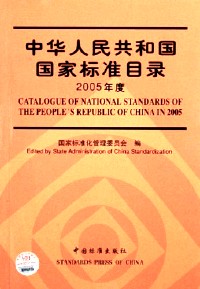 中华人民共和国
国家标准目录
2005年度
CATALOGUE OF NATIONAL STANDARDS OF
THE PEOPLE'S REPUBLIC OF CHINA IN 2005
国家标准化管理委员会 编
Edited by State Administration of China Standardization
中国标准出版社
STANDARDS PRESS OF CHINA